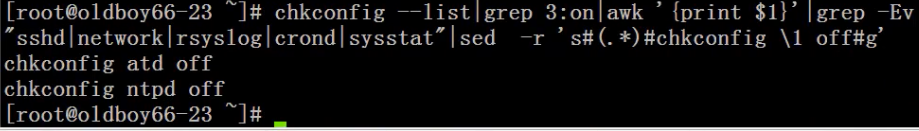 [root@oldboy66-23 ~]# chkconfig --list|grep 3:on|awk '{print $1}'|grep -Ev
"sshd|network|rsyslog|crond|sysstat"|sed  -r 's#(.*)#chkconfig \1 off#g'
chkconfig atd off
chkconfig ntpd off
[root@oldboy66-23 ~]#